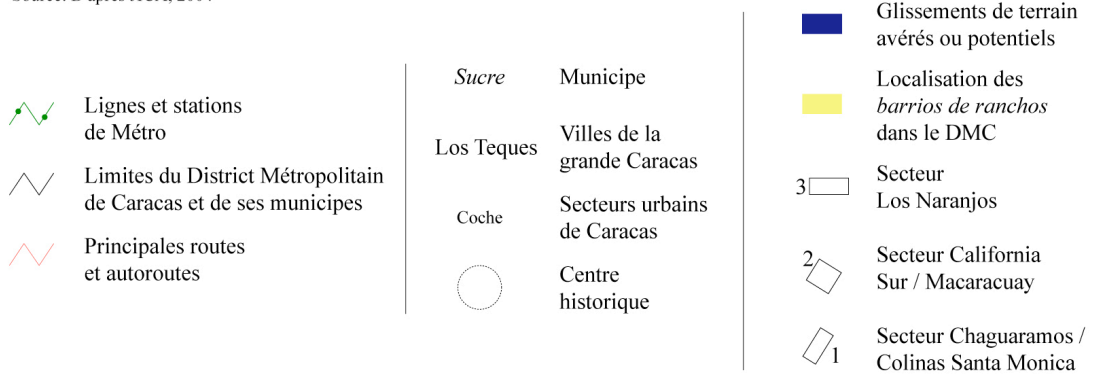 Lignes et stations
de Métro
Limites du District Métropolitain
de Caracas et de ses municipes
Principales routes
et autoroutes
Sucre
Municipe
Los Teques
Villes de la
grande Caracas
Coche
Secteurs urbains
de Caracas
Centre
historique
Glissements de terrain
avérés ou potentiels
Localisation des
barrios de ranchos
dans le DMC
3
Secteur
Los Naranjos
2
Secteur California
Sur / Macaracuay
1
Secteur Chaguaramos /
Colinas Santa Monica